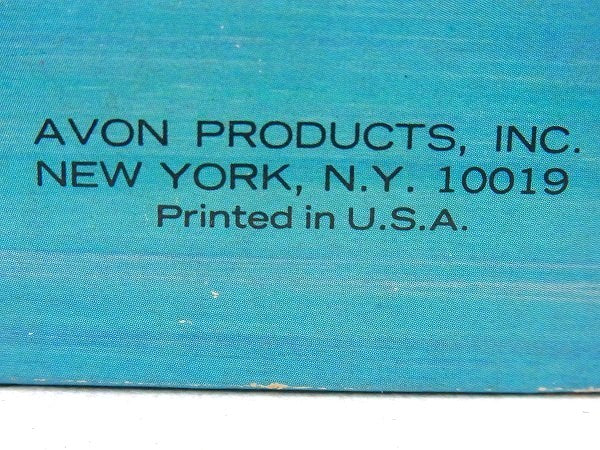 AVON PRODUCTS, INC.
NEW YORK, N.Y. 10019
Printed in U.S.A.